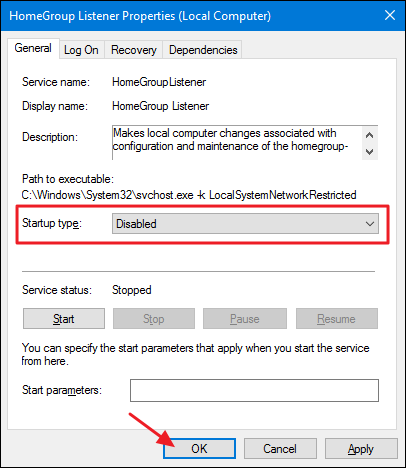 HomeGroup Listener Properties (Local Computer)
General Log On Recovery Dependencies
Service name: HomeGroupListener
Display name: HomeGroup Listener
Description: Makes local computer changes associated with
configuration and maintenance of the homegroup-
Path to executable:
C:\Windows\System32\svchost.exe -k LocalSystemNetworkRestricted
Startup type: Disabled
Service status: Stopped
Start Stop Pause Resume
You can specify the start parameters that apply when you start the service
from here.
Start parameters:
OK Cancel Apply